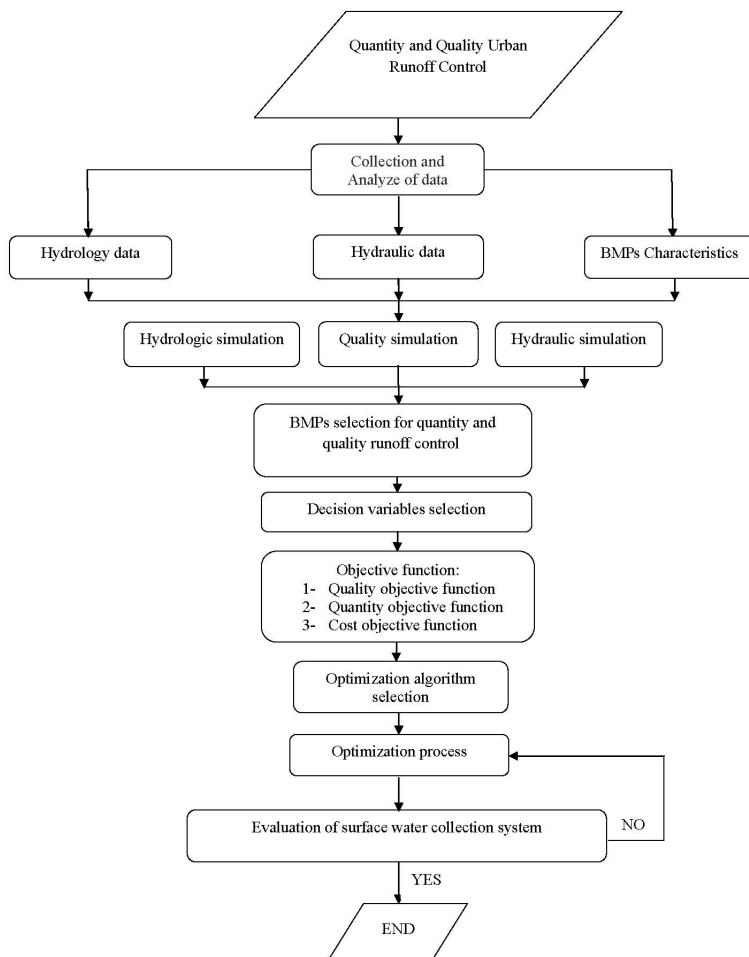 Quantity and Quality Urban
Runoff Control
Collection and
Analyze of data
Hydrology data
Hydraulic data
BMPs Characteristics
Hydrologic simulation
Quality simulation
Hydraulic simulation
BMPs selection for quantity and
quality runoff control
Decision variables selection
Objective function:
1- Quality objective function
2- Quantity objective function
3- Cost objective function
Optimization algorithm
selection
Optimization process
Evaluation of surface water collection system
NO
YES
END